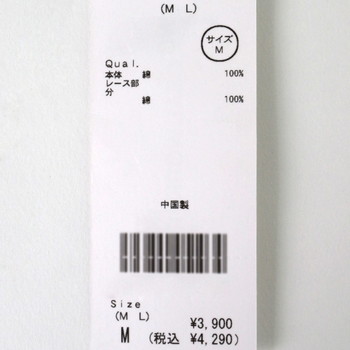 (M L)
サイズ
M
Qual.
本体 綿 100%
レース部
分
綿 100%
中国製
Size
(M L)
¥3,900
M (税込 ¥4,290)